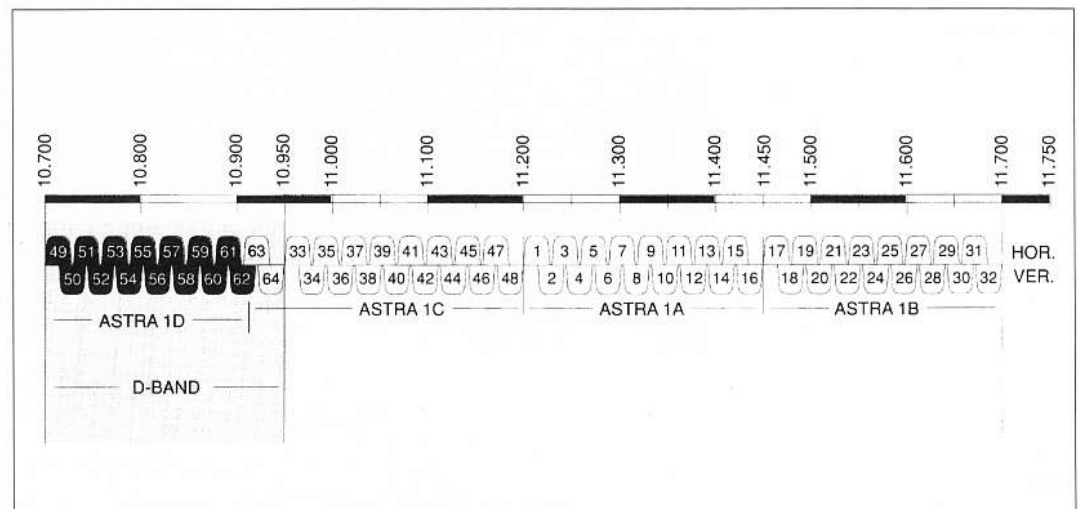 10.700 10.800 10.900 10.950 11.000 11.100 11.200 11.300 11.400 11.450 11.500 11.600 11.700 11.750
49 51 53 55 57 59 61 63 33 35 37 39 41 43 45 47 1 3 5 7 9 11 13 15 17 19 21 23 25 27 29 31 HOR.
50 52 54 56 58 60 62 64 34 36 38 40 42 44 46 48 2 4 6 8 10 12 14 16 18 20 22 24 26 28 30 32 VER.
ASTRA 1D ASTRA 1C ASTRA 1A ASTRA 1B
D-BAND